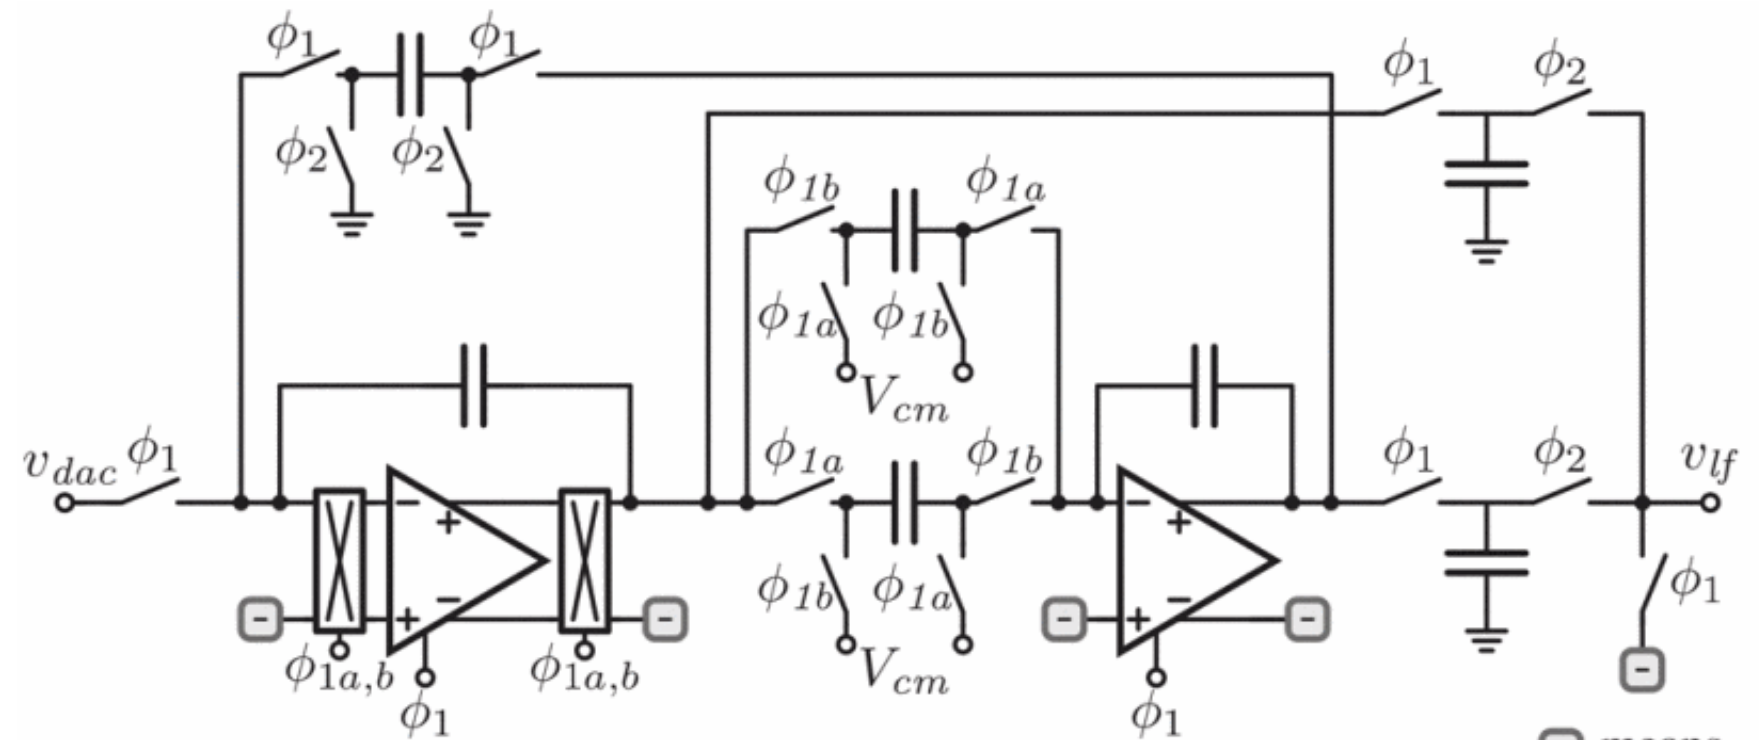 ϕ1 ϕ1 ϕ1 ϕ2
ϕ2 ϕ2
ϕ1b ϕ1a
ϕ1a ϕ1b
Vcm
vdac ϕ1 ϕ1a ϕ1b ϕ1 ϕ2 vlf
− + − +
ϕ1b ϕ1a ϕ1
- + − - - + − - -
Vcm
ϕ1a,b ϕ1a,b
ϕ1 ϕ1